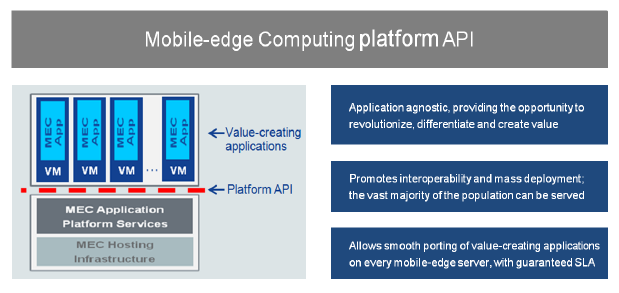 Mobile-edge Computing platform API
MEC App
MEC App
MEC App
MEC App
VM
VM
VM
...
VM
Value-creating
applications
Platform API
MEC Application
Platform Services
MEC Hosting
Infrastructure
Application agnostic, providing the opportunity to
revolutionize, differentiate and create value
Promotes interoperability and mass deployment;
the vast majority of the population can be served
Allows smooth porting of value-creating applications
on every mobile-edge server, with guaranteed SLA